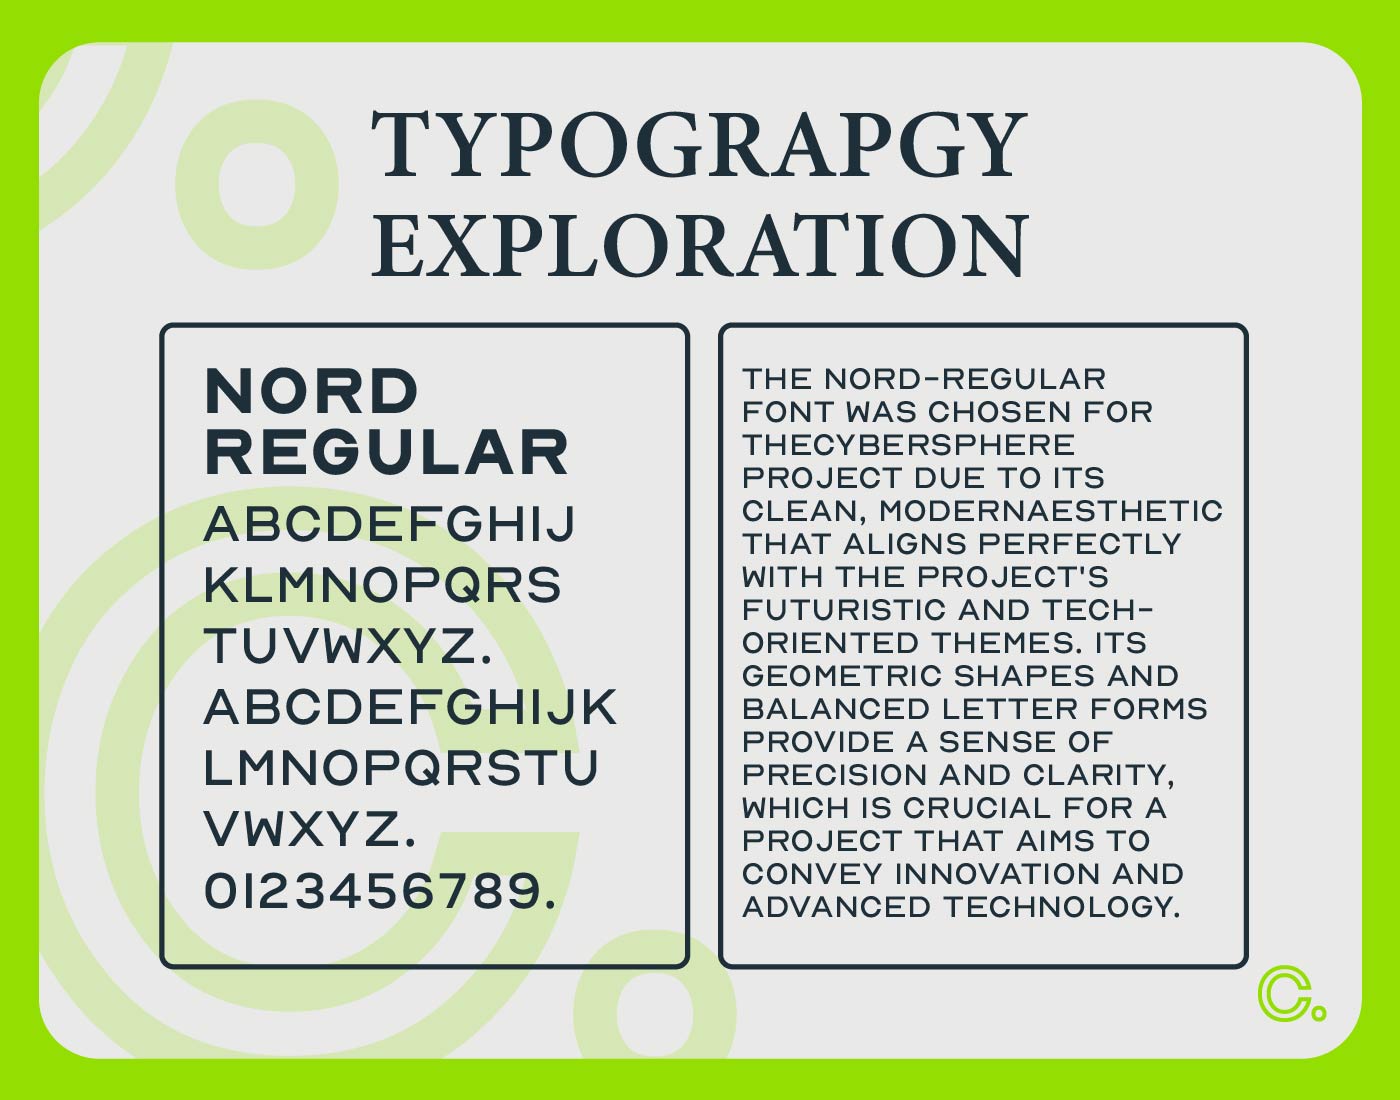 TYPOGRAPGY
EXPLORATION
NORD
REGULAR
ABCDEFGHIJ
KLMNOPQRS
TUVWXYZ.
ABCDEFGHIJK
LMNOPQRSTU
VWXYZ.
0123456789.
THE NORD-REGULAR
FONT WAS CHOSEN FOR
THECYBERSPHERE
PROJECT DUE TO ITS
CLEAN, MODERNAESTHETIC
THAT ALIGNS PERFECTLY
WITH THE PROJECT'S
FUTURISTIC AND TECH-
ORIENTED THEMES. ITS
GEOMETRIC SHAPES AND
BALANCED LETTER FORMS
PROVIDE A SENSE OF
PRECISION AND CLARITY,
WHICH IS CRUCIAL FOR A
PROJECT THAT AIMS TO
CONVEY INNOVATION AND
ADVANCED TECHNOLOGY.